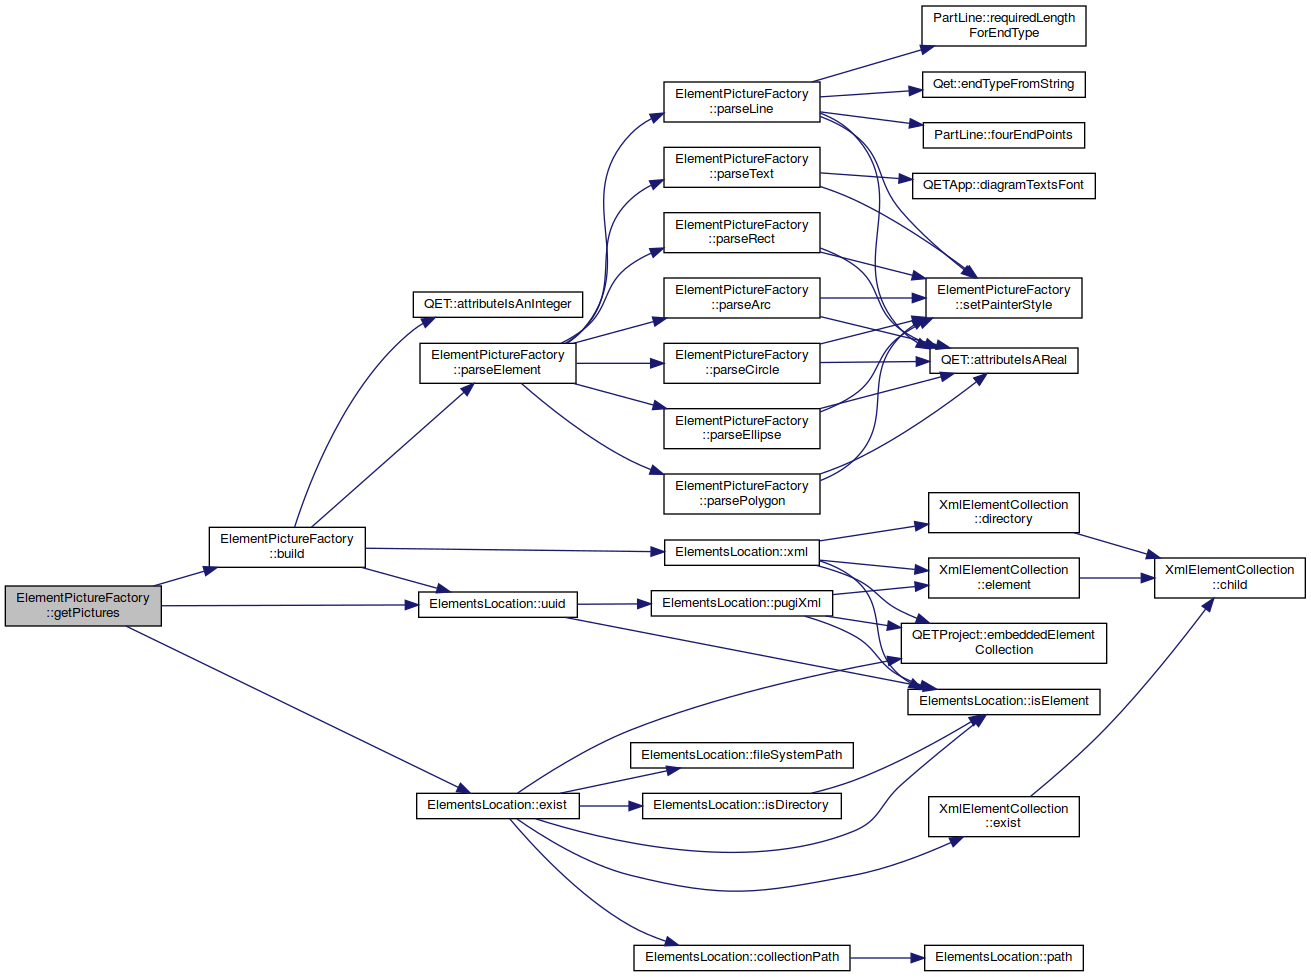 ElementPictureFactory
::getPictures
ElementPictureFactory
::build
QET::attributeIsAnInteger
ElementPictureFactory
::parseElement
ElementsLocation::uuid
ElementsLocation::exist
ElementPictureFactory
::parseLine
ElementPictureFactory
::parseText
ElementPictureFactory
::parseRect
ElementPictureFactory
::parseArc
ElementPictureFactory
::parseCircle
ElementPictureFactory
::parseEllipse
ElementPictureFactory
::parsePolygon
ElementsLocation::xml
ElementsLocation::pugiXml
ElementsLocation::fileSystemPath
ElementsLocation::isDirectory
ElementsLocation::collectionPath
PartLine::requiredLength
ForEndType
Qet::endTypeFromString
PartLine::fourEndPoints
QETApp::diagramTextsFont
ElementPictureFactory
::setPainterStyle
QET::attributeIsAReal
XmlElementCollection
::directory
XmlElementCollection
::element
QETProject::embeddedElement
Collection
ElementsLocation::isElement
XmlElementCollection
::exist
ElementsLocation::path
XmlElementCollection
::child